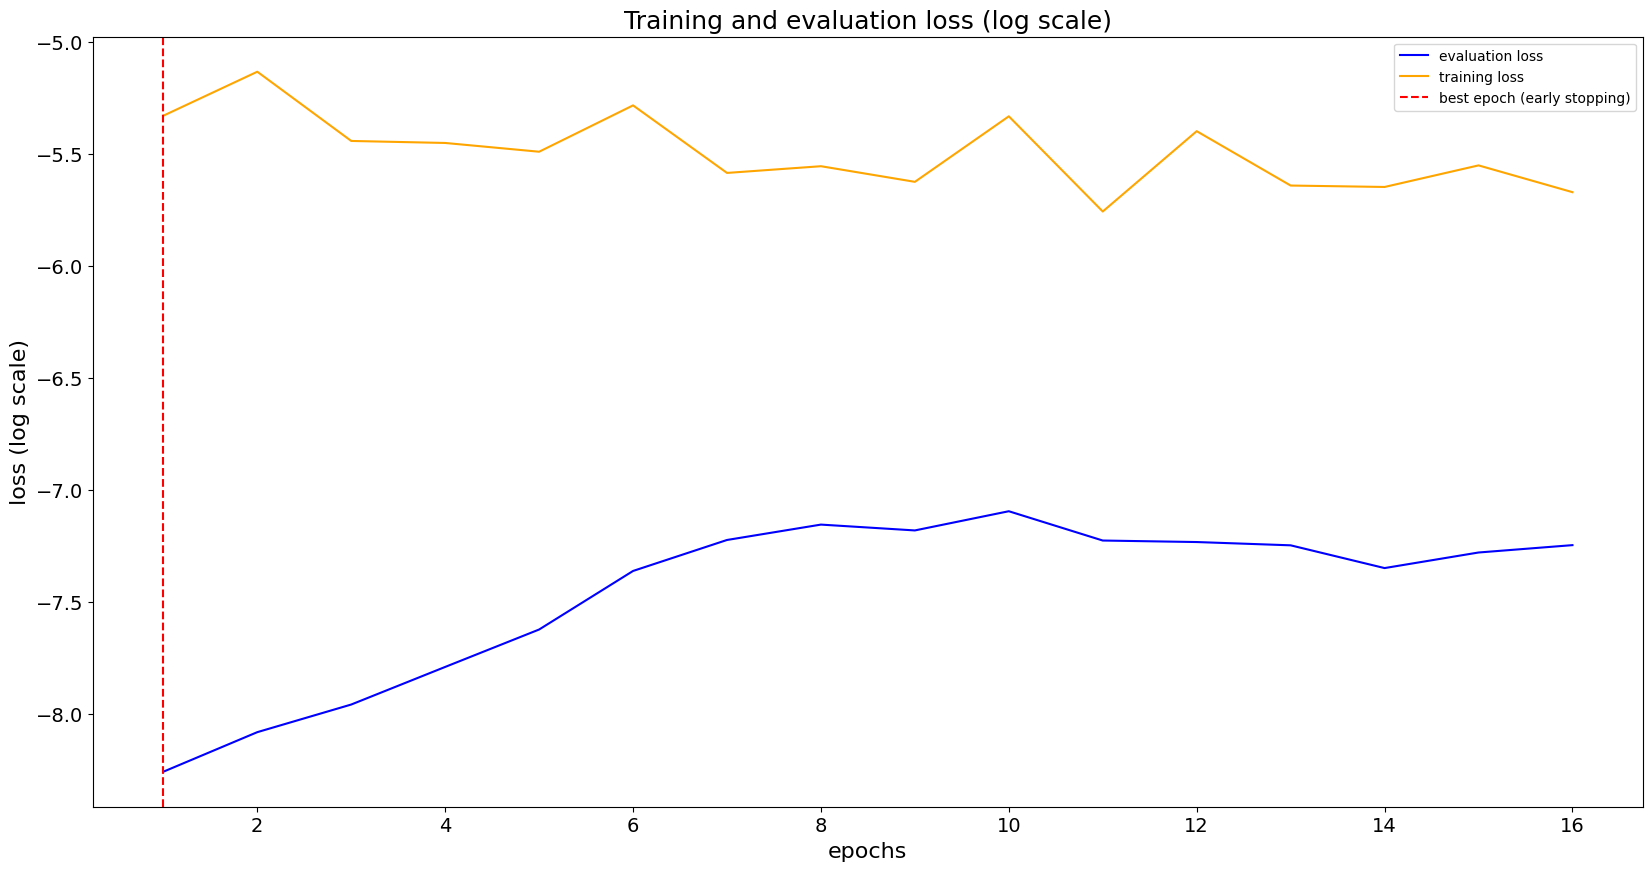 Training and evaluation loss (log scale)
evaluation loss
training loss
best epoch (early stopping)
loss (log scale)
−5.0
−5.5
−6.0
−6.5
−7.0
−7.5
−8.0
2 4 6 8 10 12 14 16
epochs